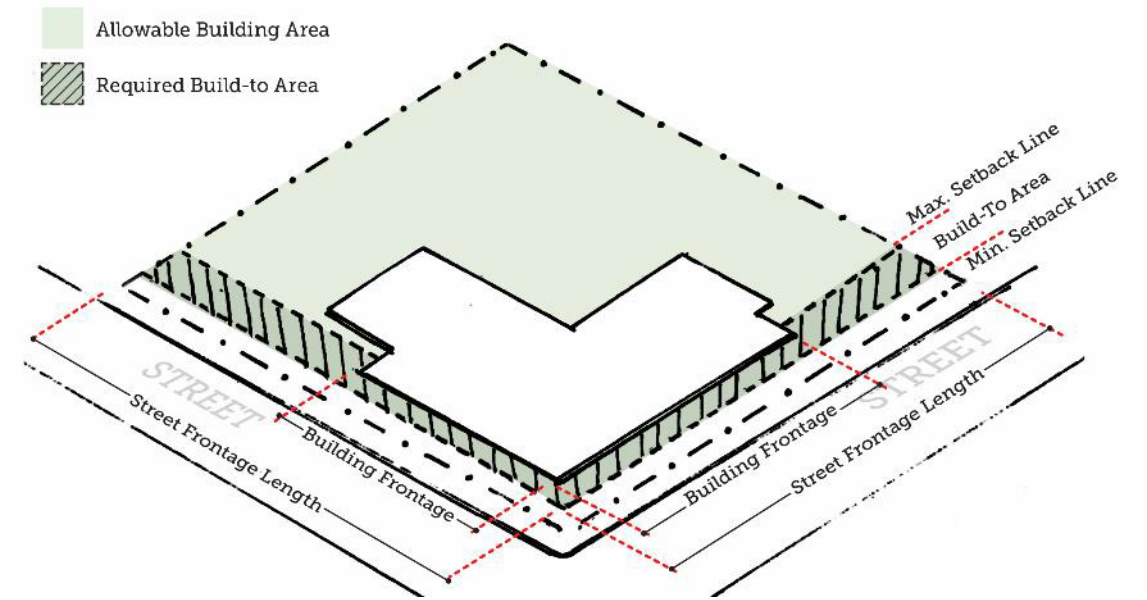 Allowable Building Area
Required Build-to Area
Max. Setback Line
Build-To Area
Min. Setback Line
STREET
STREET
Street Frontage Length
Building Frontage
Building Frontage
Street Frontage Length